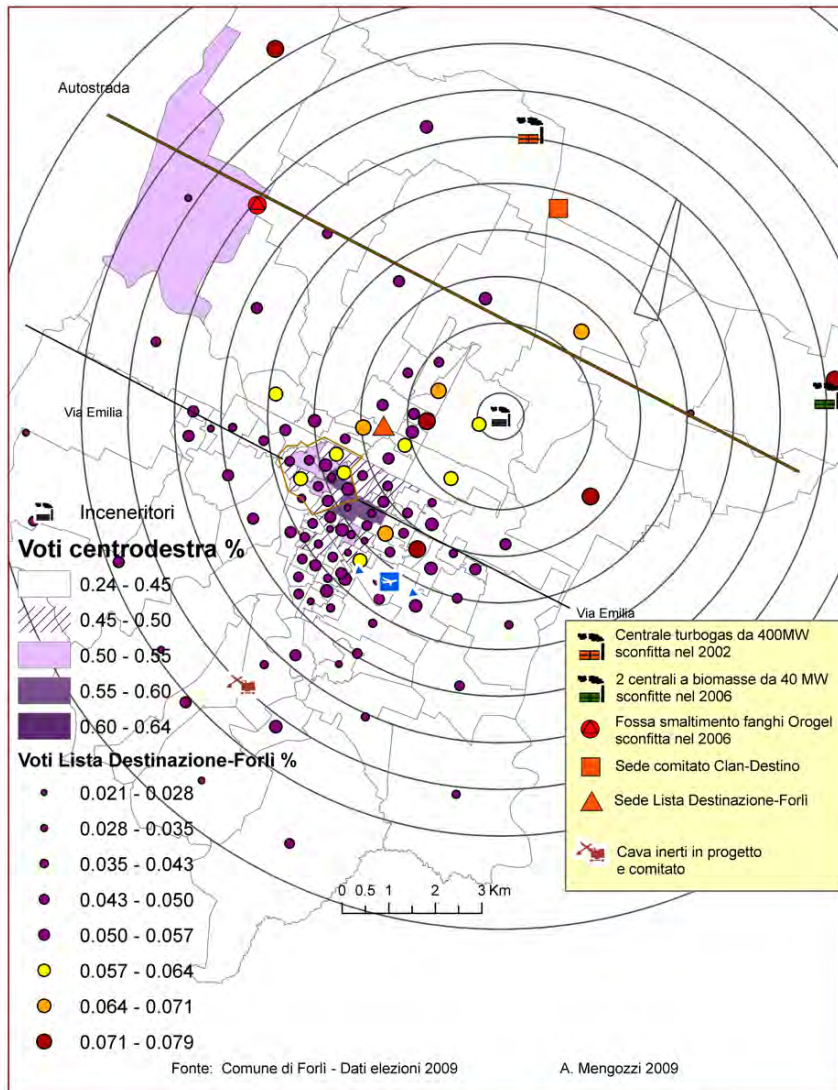 Autostrada
Via Emilia
Inceneritori
Voti centrodestra %
0.24 - 0.45
0.45 - 0.50
0.50 - 0.55
0.55 - 0.60
0.60 - 0.64
Voti Lista Destinazione-Forlì %
0.021 - 0.028
0.028 - 0.035
0.035 - 0.043
0.043 - 0.050
0.050 - 0.057
0.057 - 0.064
0.064 - 0.071
0.071 - 0.079
Via Emilia
Centrale turbogas da 400MW
sconfitta nel 2002
2 centrali a biomasse da 40 MW
sconfitte nel 2006
Fossa smaltimento fanghi Orogel
sconfitta nel 2006
Sede comitato Clan-Destino
Sede Lista Destinazione-Forlì
Cava inerti in progetto
e comitato
0 0.5 1 2 3 Km
Fonte: Comune di Forlì - Dati elezioni 2009
A. Mengozzi 2009